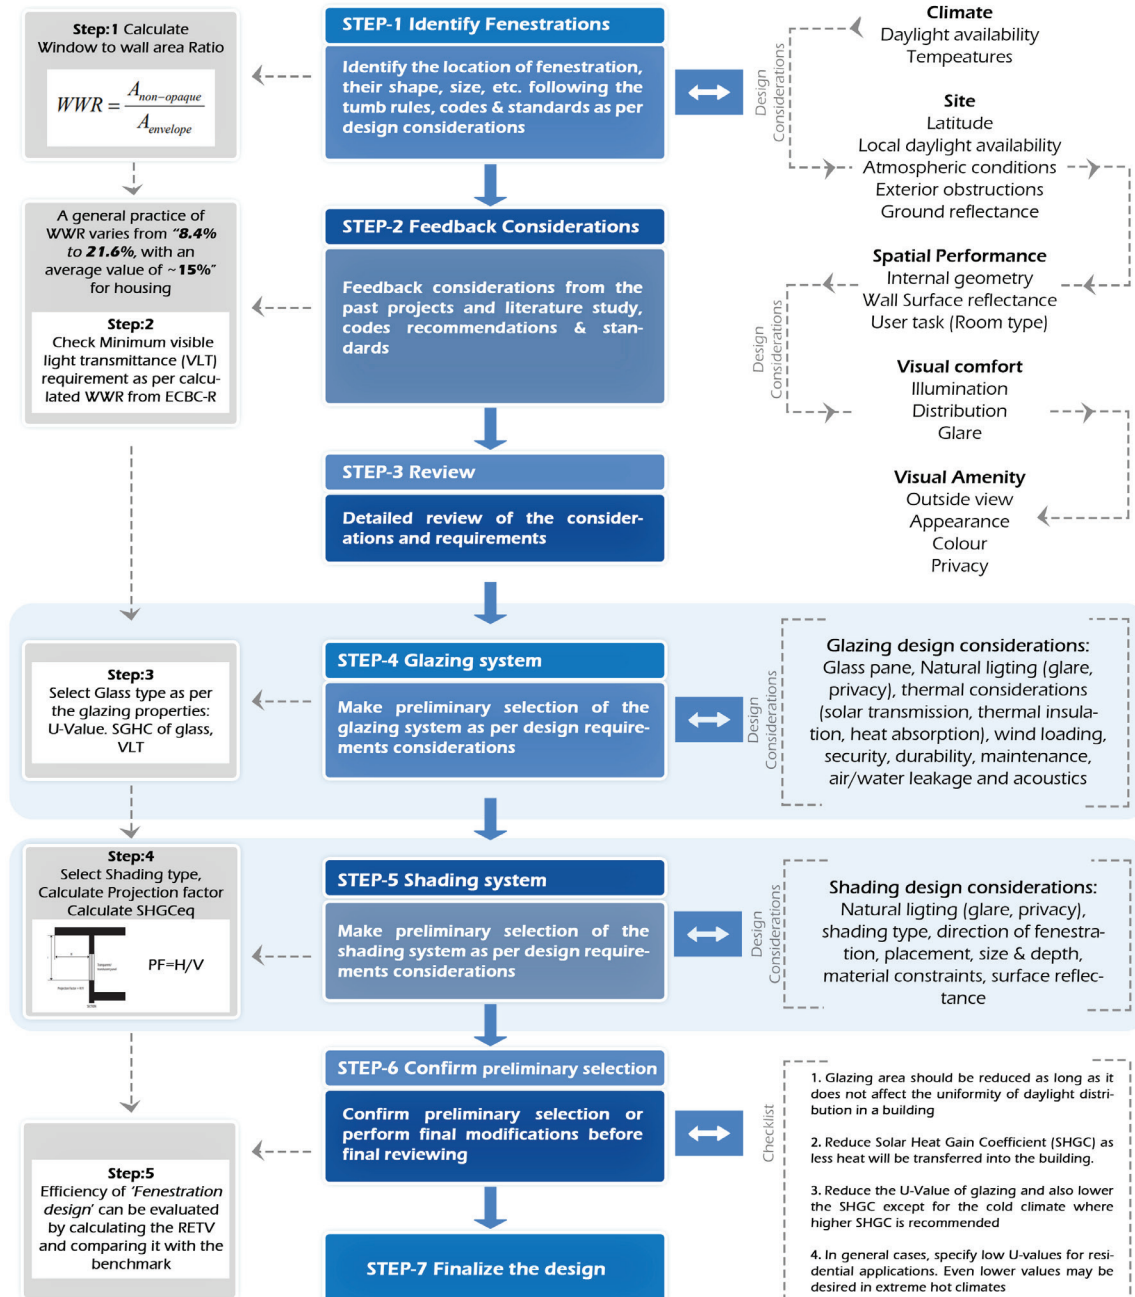 Step:1 Calculate
Window to wall area Ratio
WWR = A non-opaque / A envelope
A general practice of
WWR varies from "8.4%
to 21.6%, with an
average value of ~15%"
for housing
Step:2
Check Minimum visible
light transmittance (VLT)
requirement as per calcu-
lated WWR from ECBC-R
Step:3
Select Glass type as per
the glazing properties:
U-Value. SGHC of glass,
VLT
Step:4
Select Shading type,
Calculate Projection factor
Calculate SHGCeq
PF=H/V
Step:5
Efficiency of 'Fenestration
design' can be evaluated
by calculating the RETV
and comparing it with the
benchmark
STEP-1 Identify Fenestrations
Identify the location of fenestration,
their shape, size, etc. following the
tumb rules, codes & standards as per
design considerations
STEP-2 Feedback Considerations
Feedback considerations from the
past projects and literature study,
codes recommendations & stan-
dards
STEP-3 Review
Detailed review of the consider-
ations and requirements
STEP-4 Glazing system
Make preliminary selection of the
glazing system as per design require-
ments considerations
STEP-5 Shading system
Make preliminary selection of the
shading system as per design require-
ments considerations
STEP-6 Confirm preliminary selection
Confirm preliminary selection or
perform final modifications before
final reviewing
STEP-7 Finalize the design
Design
Considerations
Climate
Daylight availability
Tempeatures
Site
Latitude
Local daylight availability
Atmospheric conditions
Exterior obstructions
Ground reflectance
Spatial Performance
Internal geometry
Wall Surface reflectance
User task (Room type)
Design
Considerations
Visual comfort
Illumination
Distribution
Glare
Visual Amenity
Outside view
Appearance
Colour
Privacy
Design
Considerations
Glazing design considerations:
Glass pane, Natural ligting (glare,
privacy), thermal considerations
(solar transmission, thermal insula-
tion, heat absorption), wind loading,
security, durability, maintenance,
air/water leakage and acoustics
Design
Considerations
Shading design considerations:
Natural ligting (glare, privacy),
shading type, direction of fenestra-
tion, placement, size & depth,
material constraints, surface reflec-
tance
Checklist
1. Glazing area should be reduced as long as it
does not affect the uniformity of daylight distri-
bution in a building
2. Reduce Solar Heat Gain Coefficient (SHGC) as
less heat will be transferred into the building.
3. Reduce the U-Value of glazing and also lower
the SHGC except for the cold climate where
higher SHGC is recommended
4. In general cases, specify low U-values for resi-
dential applications. Even lower values may be
desired in extreme hot climates